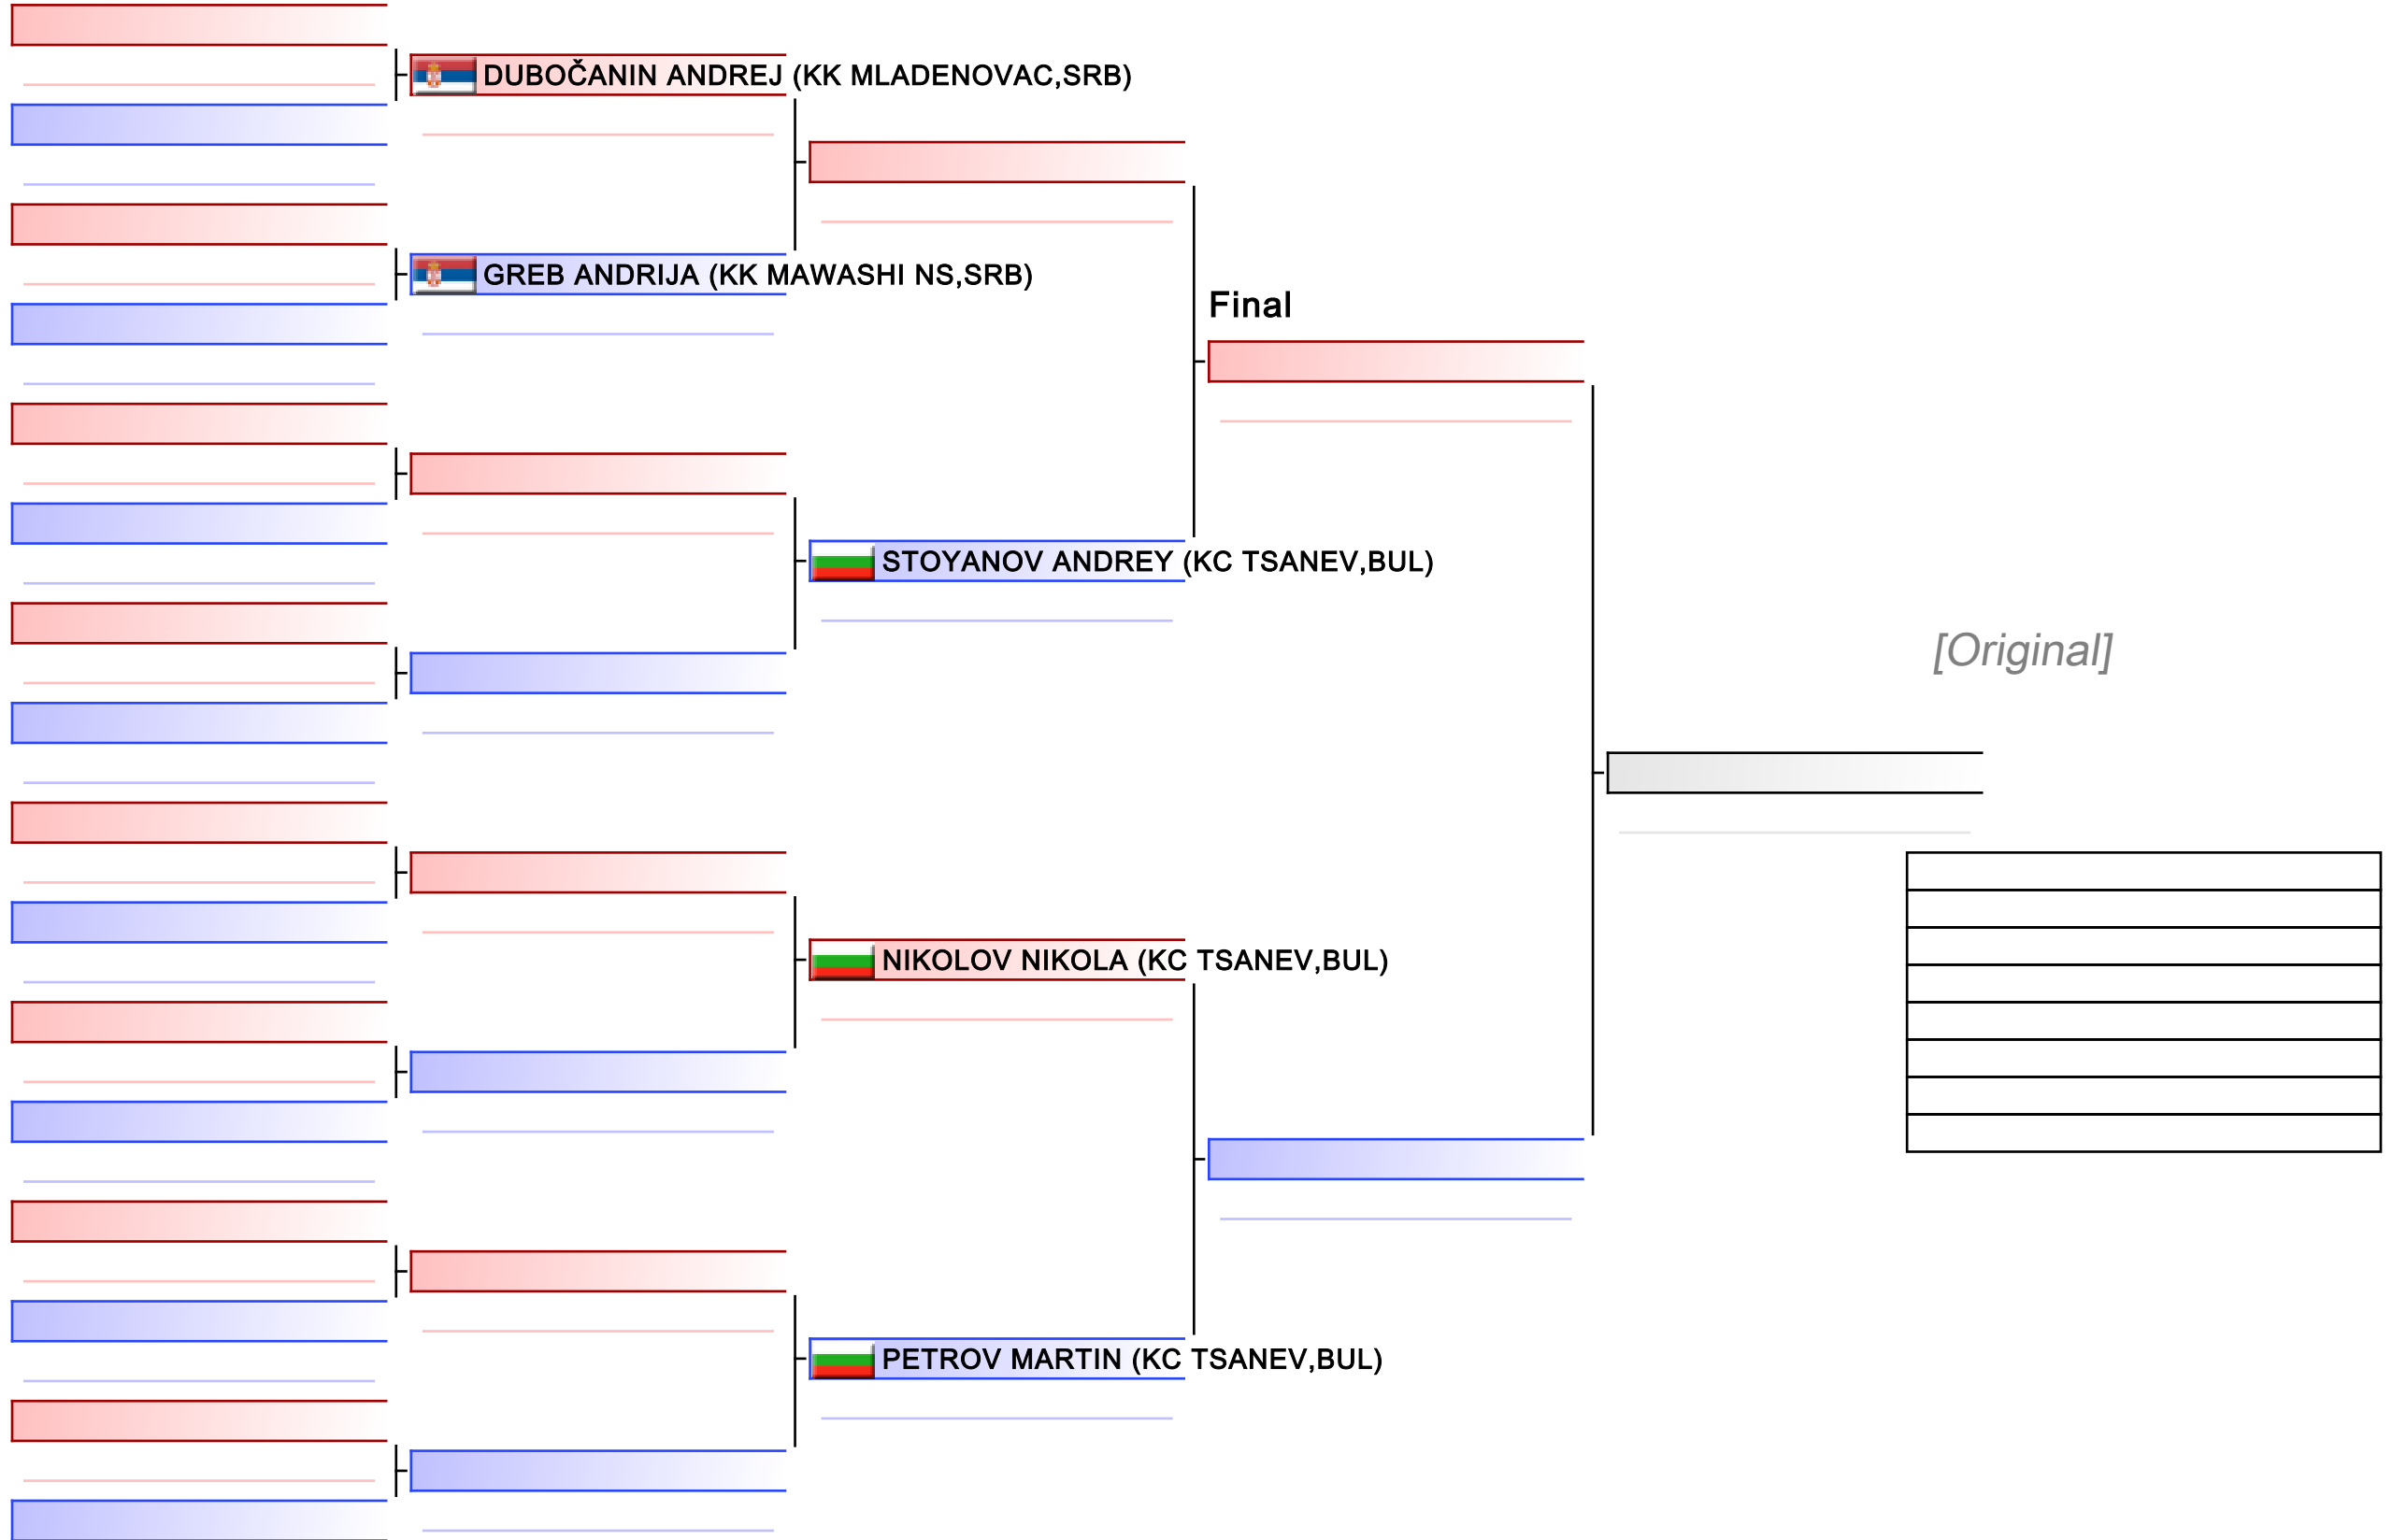 DUBOČANIN ANDREJ (KK MLADENOVAC,SRB)
GREB ANDRIJA (KK MAWASHI NS,SRB)
Final
STOYANOV ANDREY (KC TSANEV,BUL)
[Original]
NIKOLOV NIKOLA (KC TSANEV,BUL)
PETROV MARTIN (KC TSANEV,BUL)